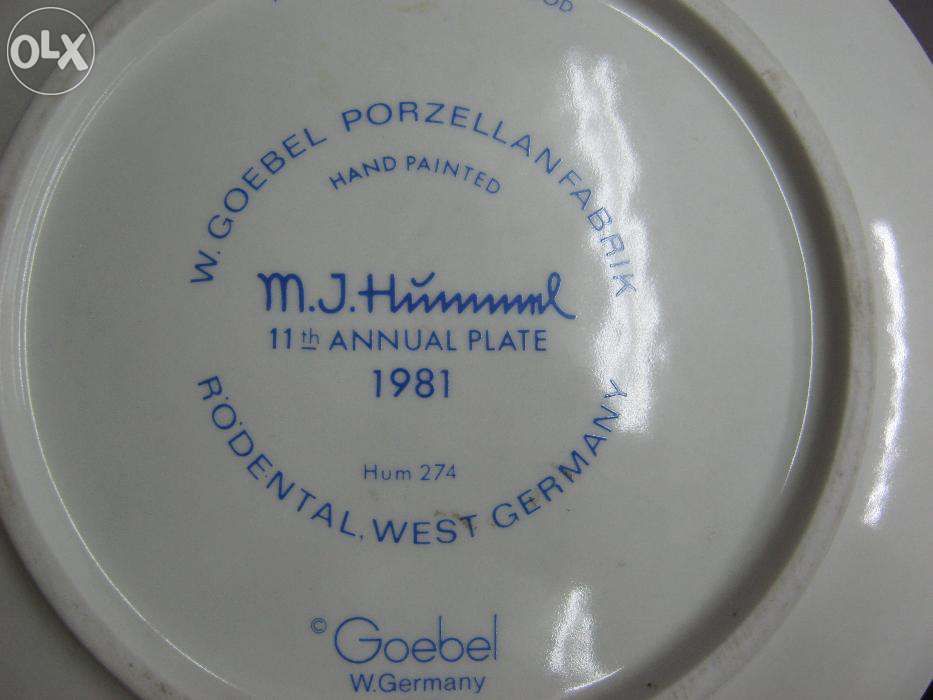 OLX
W. GOEBEL PORZELLANFABRIK
HAND PAINTED
M.J.Hummel
11th ANNUAL PLATE
1981
Hum 274
RÖDENTAL, WEST GERMANY
© Goebel
W.Germany